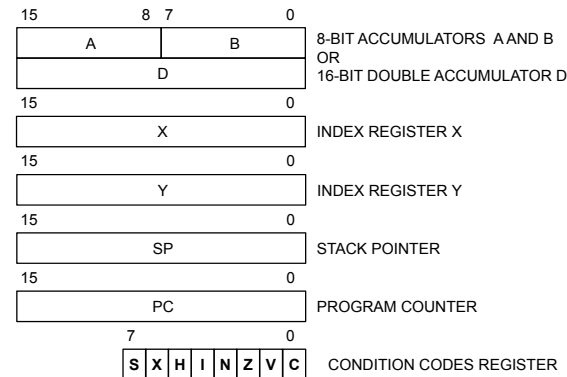 15 8 7 0
A B 8-BIT ACCUMULATORS A AND B
OR
D 16-BIT DOUBLE ACCUMULATOR D
15 0
X INDEX REGISTER X
15 0
Y INDEX REGISTER Y
15 0
SP STACK POINTER
15 0
PC PROGRAM COUNTER
7 0
S X H I N Z V C CONDITION CODES REGISTER